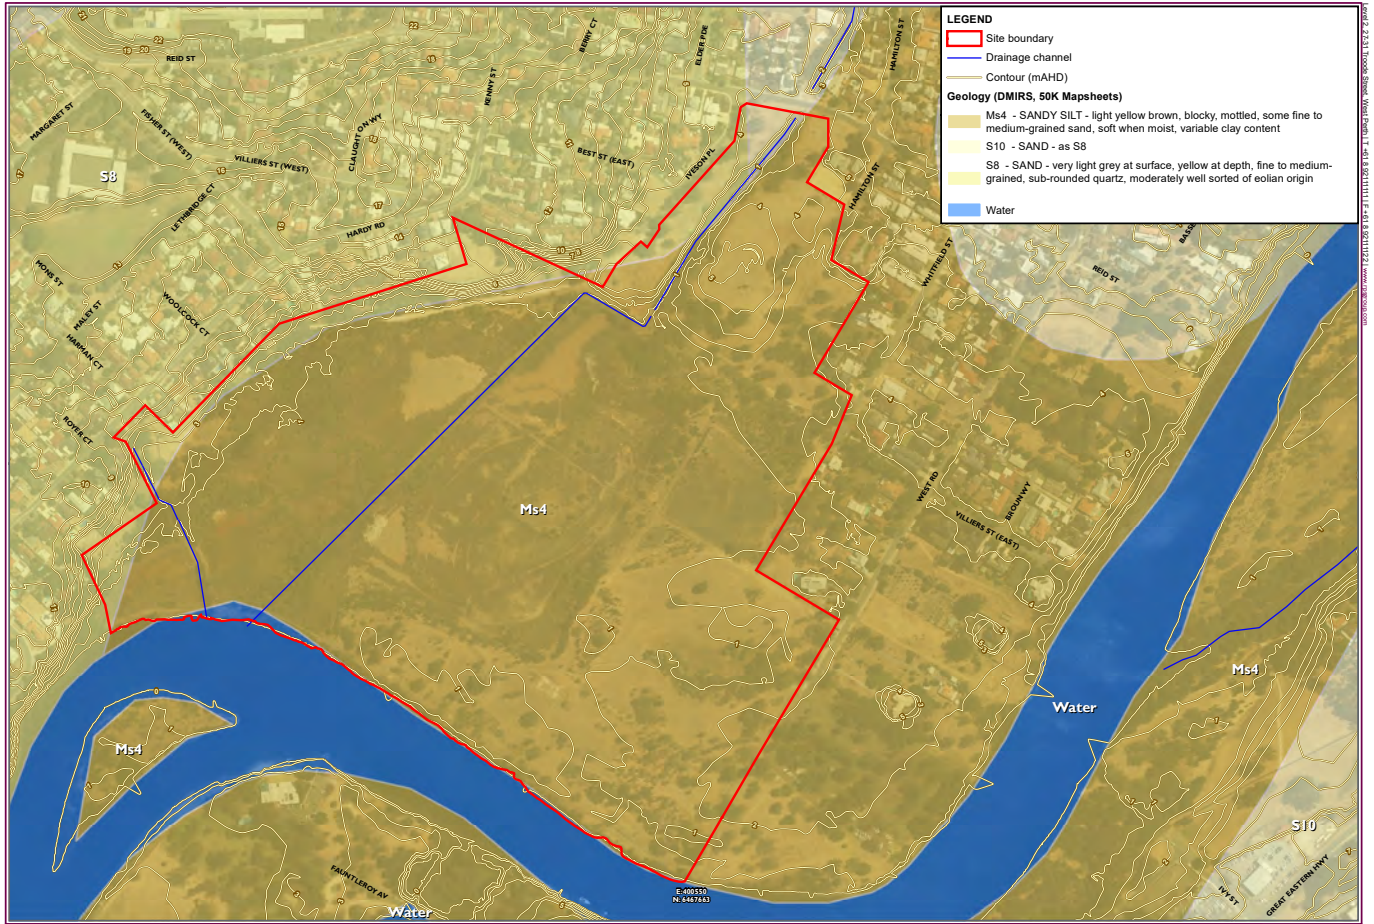 LEGEND
Site boundary
Drainage channel
Contour (mAHD)
Geology (DMIRS, 50K Mapsheets)
Ms4 - SANDY SILT - light yellow brown, blocky, mottled, some fine to
medium-grained sand, soft when moist, variable clay content
S10 - SAND - as S8
S8 - SAND - very light grey at surface, yellow at depth, fine to medium-
grained, sub-rounded quartz, moderately well sorted of eolian origin
Water
REID ST
MARGARET ST
FISHER ST (WEST)
VILLIERS ST (WEST)
CLAUGHTON WY
KENNY ST
BERRY CT
ELDER PDE
HAMILTON ST
BEST ST (EAST)
IVESON PL
HAMILTON ST
S8
LETHBRIDGE CT
HARDY RD
MONS ST
MALEY ST
WOOLCOCK CT
HARMAN CT
ROYER CT
WHITFIELD ST
REID ST
WEST RD
BROUN WY
VILLIERS ST (EAST)
Ms4
Ms4
Water
Ms4
S10
FAUNTLEROY AV
Water
E:400550
N: 6467663
IVY ST
GREAT EASTERN HWY